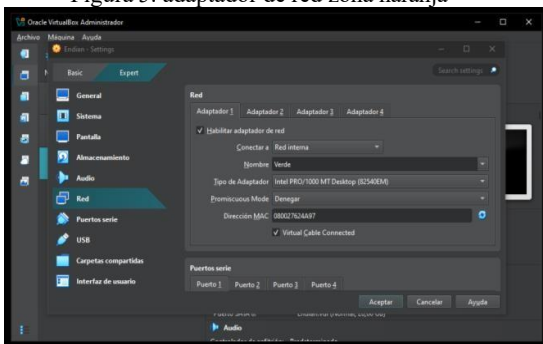 Figura 3: adaptador de red zona naranja
Oracle VirtualBox Administrador
Archivo Máquina Ayuda
Endian - Settings
Basic Expert Search settings
General
Sistema
Pantalla
Almacenamiento
Audio
Red
Puertos serie
USB
Carpetas compartidas
Interfaz de usuario
Red
Adaptador 1 Adaptador 2 Adaptador 3 Adaptador 4
Habilitar adaptador de red
Conectar a Red interna
Nombre Verde
Tipo de Adaptador Intel PRO/1000 MT Desktop (82540EM)
Promiscuous Mode Denegar
Dirección MAC 080027624A97
Virtual Cable Connected
Puertos serie
Puerto 1 Puerto 2 Puerto 3 Puerto 4
Aceptar Cancelar Ayuda
Audio